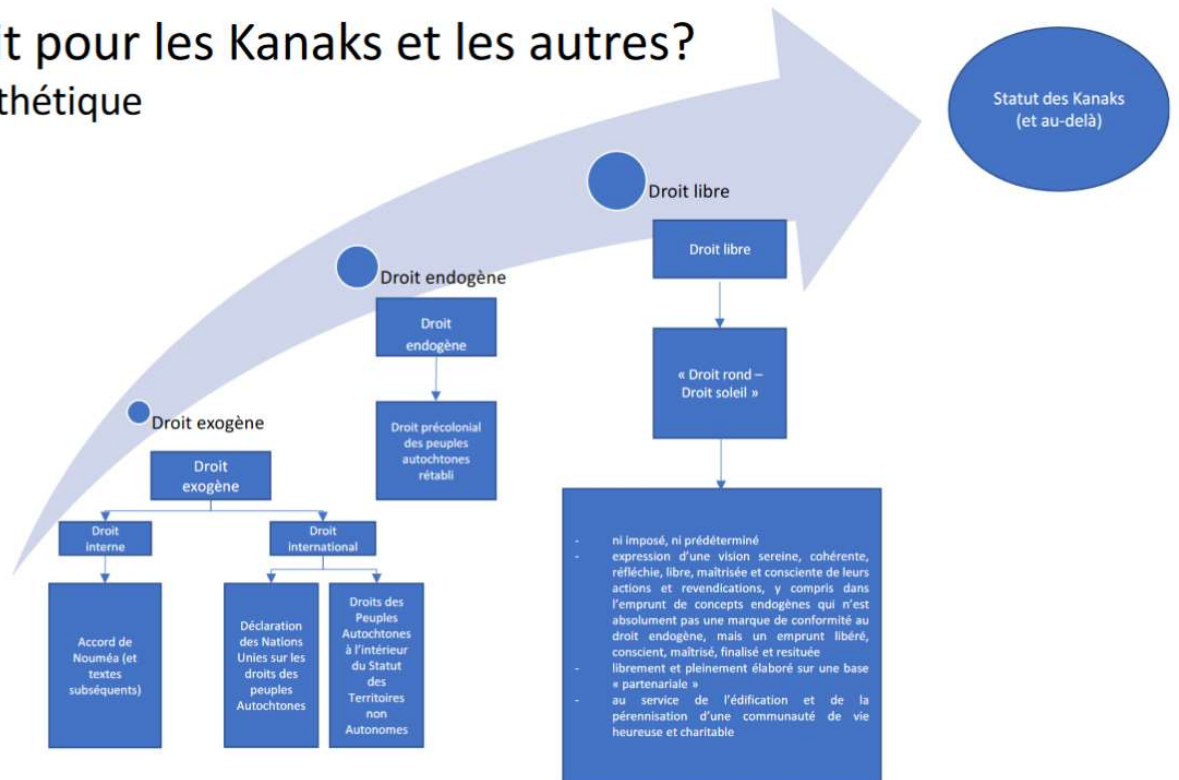 it pour les Kanaks et les autres?
thétique
Statut des Kanaks
(et au-delà)
Droit libre
Droit libre
« Droit rond –
Droit soleil »
-	ni imposé, ni prédéterminé
-	expression d'une vision sereine, cohérente,
réfléchie, libre, maîtrisée et consciente de leurs
actions et revendications, y compris dans
l'emprunt de concepts endogènes qui n'est
absolument pas une marque de conformité au
droit endogène, mais un emprunt libéré,
conscient, maîtrisé, finalisé et resituée
-	librement et pleinement élaboré sur une base
« partenariale »
-	au service de l'édification et de la
pérennisation d'une communauté de vie
heureuse et charitable
Droit endogène
Droit
endogène
Droit précolonial
des peuples
autochtones
rétabli
Droit exogène
Droit
exogène
Droit
interne
Accord de
Nouméa (et
textes
subséquents)
Droit
international
Déclaration
des Nations
Unies sur les
droits des
peuples
Autochtones
Droits des
Peuples
Autochtones
à l'intérieur
du Statut
des
Territoires
non
Autonomes